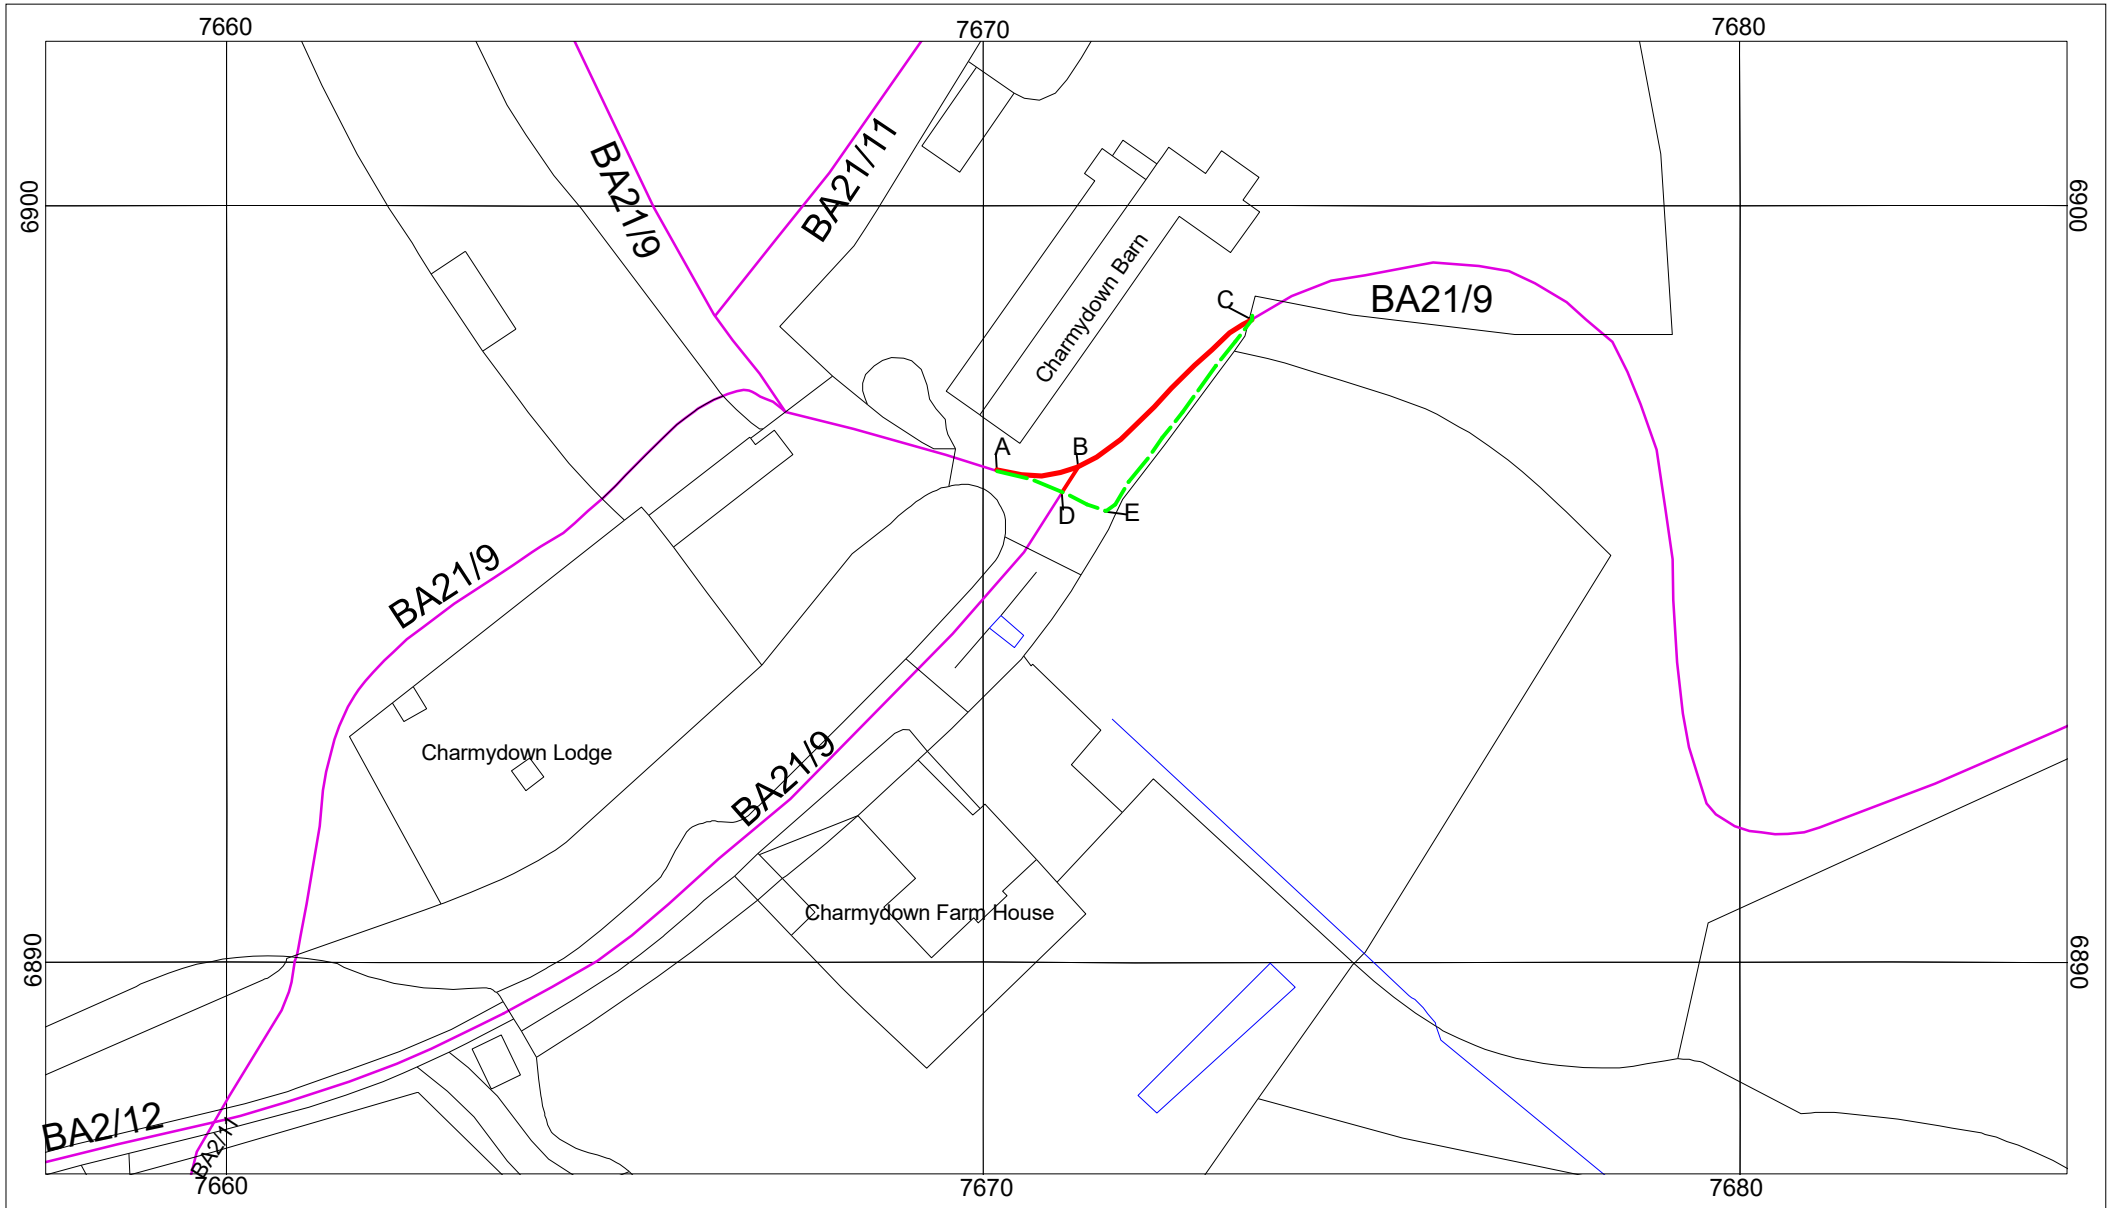 7660
7670
7680
6900
6900
BA21/9
BA21/11
Charmydown Barn
C
BA21/9
A
B
D
E
BA21/9
Charmydown Lodge
BA21/9
Charmydown Farm House
6890
6890
BA2/12
BA2/11
7660
7670
7680